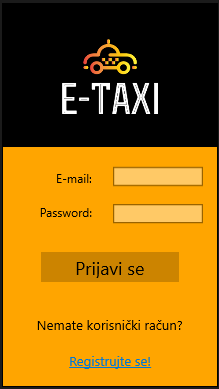 E-TAXI
E-mail:
Password:
Prijavi se
Nemate korisnički račun?
Registrujte se!